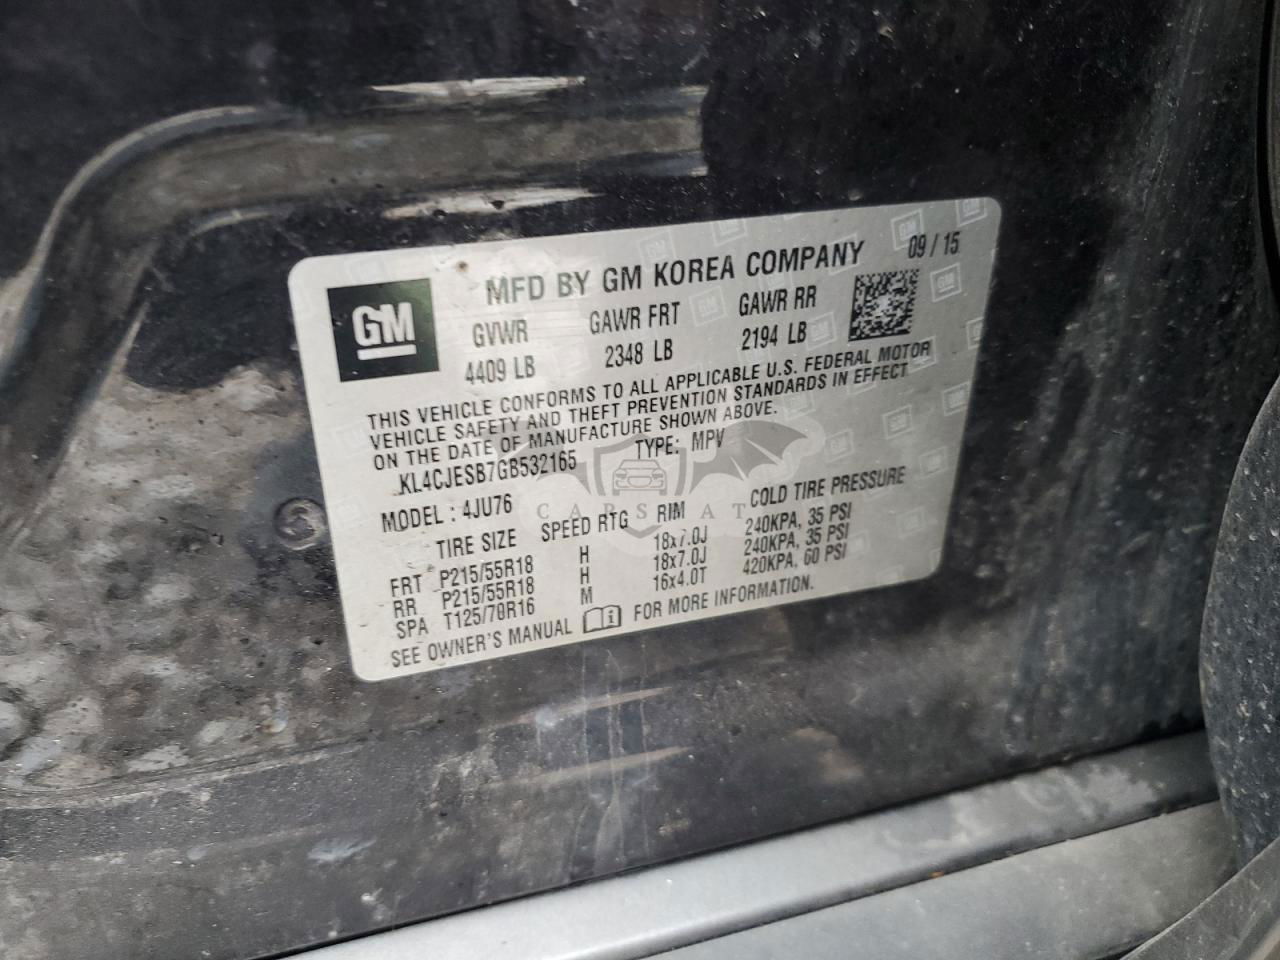 MFD BY GM KOREA COMPANY 09 / 15
GM
GVWR GAWR FRT GAWR RR
4409 LB 2348 LB 2194 LB
THIS VEHICLE CONFORMS TO ALL APPLICABLE U.S. FEDERAL MOTOR
VEHICLE SAFETY AND THEFT PREVENTION STANDARDS IN EFFECT
ON THE DATE OF MANUFACTURE SHOWN ABOVE.
KL4CJESB7GB532165 TYPE: MPV
MODEL : 4JU76
TIRE SIZE SPEED RTG RIM COLD TIRE PRESSURE
FRT P215/55R18 H 18x7.0J 240KPA, 35 PSI
RR P215/55R18 H 18x7.0J 240KPA, 35 PSI
SPA T125/70R16 M 16x4.0T 420KPA, 60 PSI
SEE OWNER'S MANUAL i FOR MORE INFORMATION.